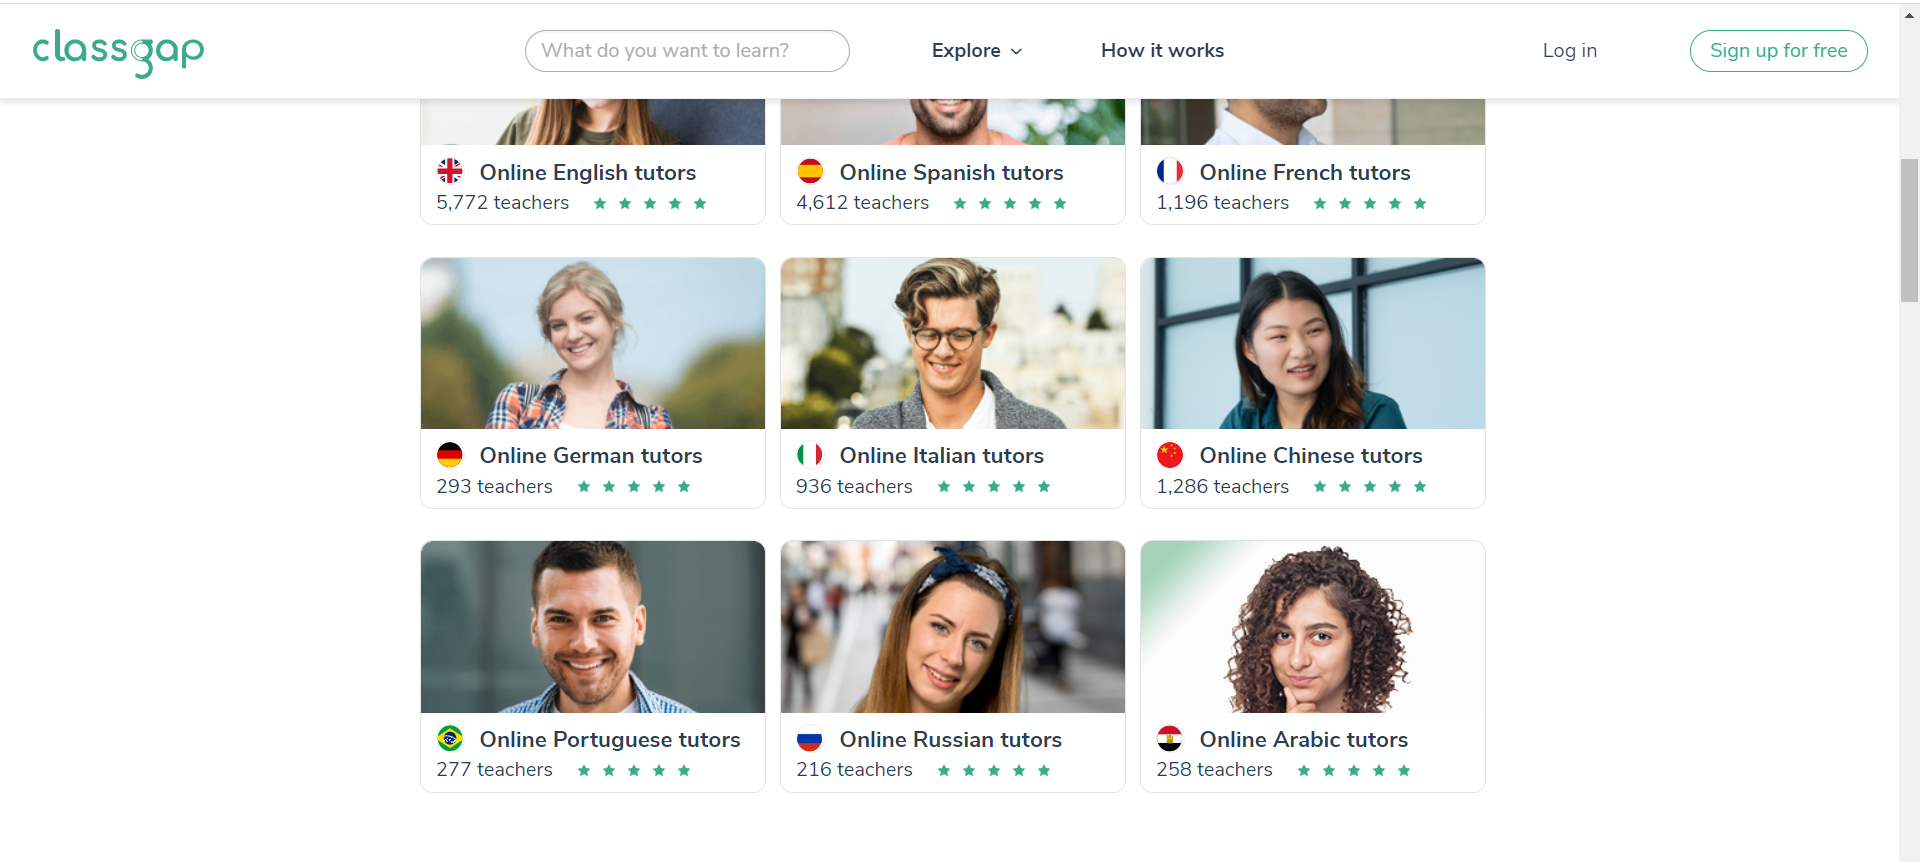 classgap
What do you want to learn?
Explore
How it works
Log in
Sign up for free
Online English tutors
5,772 teachers
Online Spanish tutors
4,612 teachers
Online French tutors
1,196 teachers
Online German tutors
293 teachers
Online Italian tutors
936 teachers
Online Chinese tutors
1,286 teachers
Online Portuguese tutors
277 teachers
Online Russian tutors
216 teachers
Online Arabic tutors
258 teachers